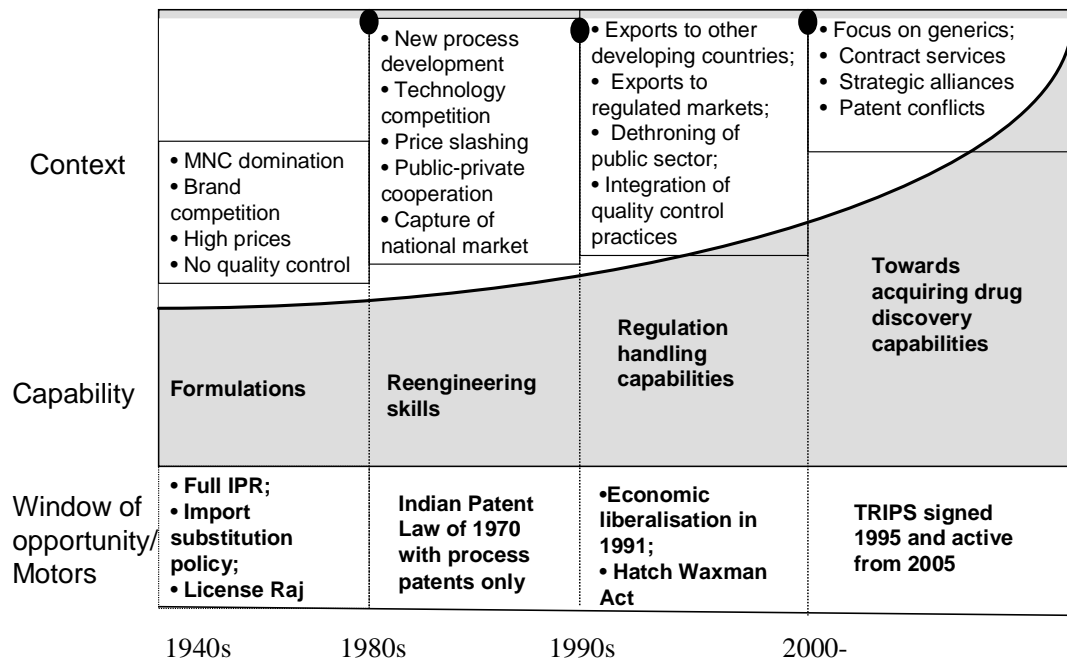 Context
• MNC domination
• Brand
competition
• High prices
• No quality control
• New process
development
• Technology
competition
• Price slashing
• Public-private
cooperation
• Capture of
national market
• Exports to other
developing countries;
• Exports to
regulated markets;
• Dethroning of
public sector;
• Integration of
quality control
practices
• Focus on generics;
• Contract services
• Strategic alliances
• Patent conflicts
Capability
Formulations
Reengineering
skills
Regulation
handling
capabilities
Towards
acquiring drug
discovery
capabilities
Window of
opportunity/
Motors
• Full IPR;
• Import
substitution
policy;
• License Raj
Indian Patent
Law of 1970
with process
patents only
•Economic
liberalisation in
1991;
• Hatch Waxman
Act
TRIPS signed
1995 and active
from 2005
1940s 1980s 1990s 2000-